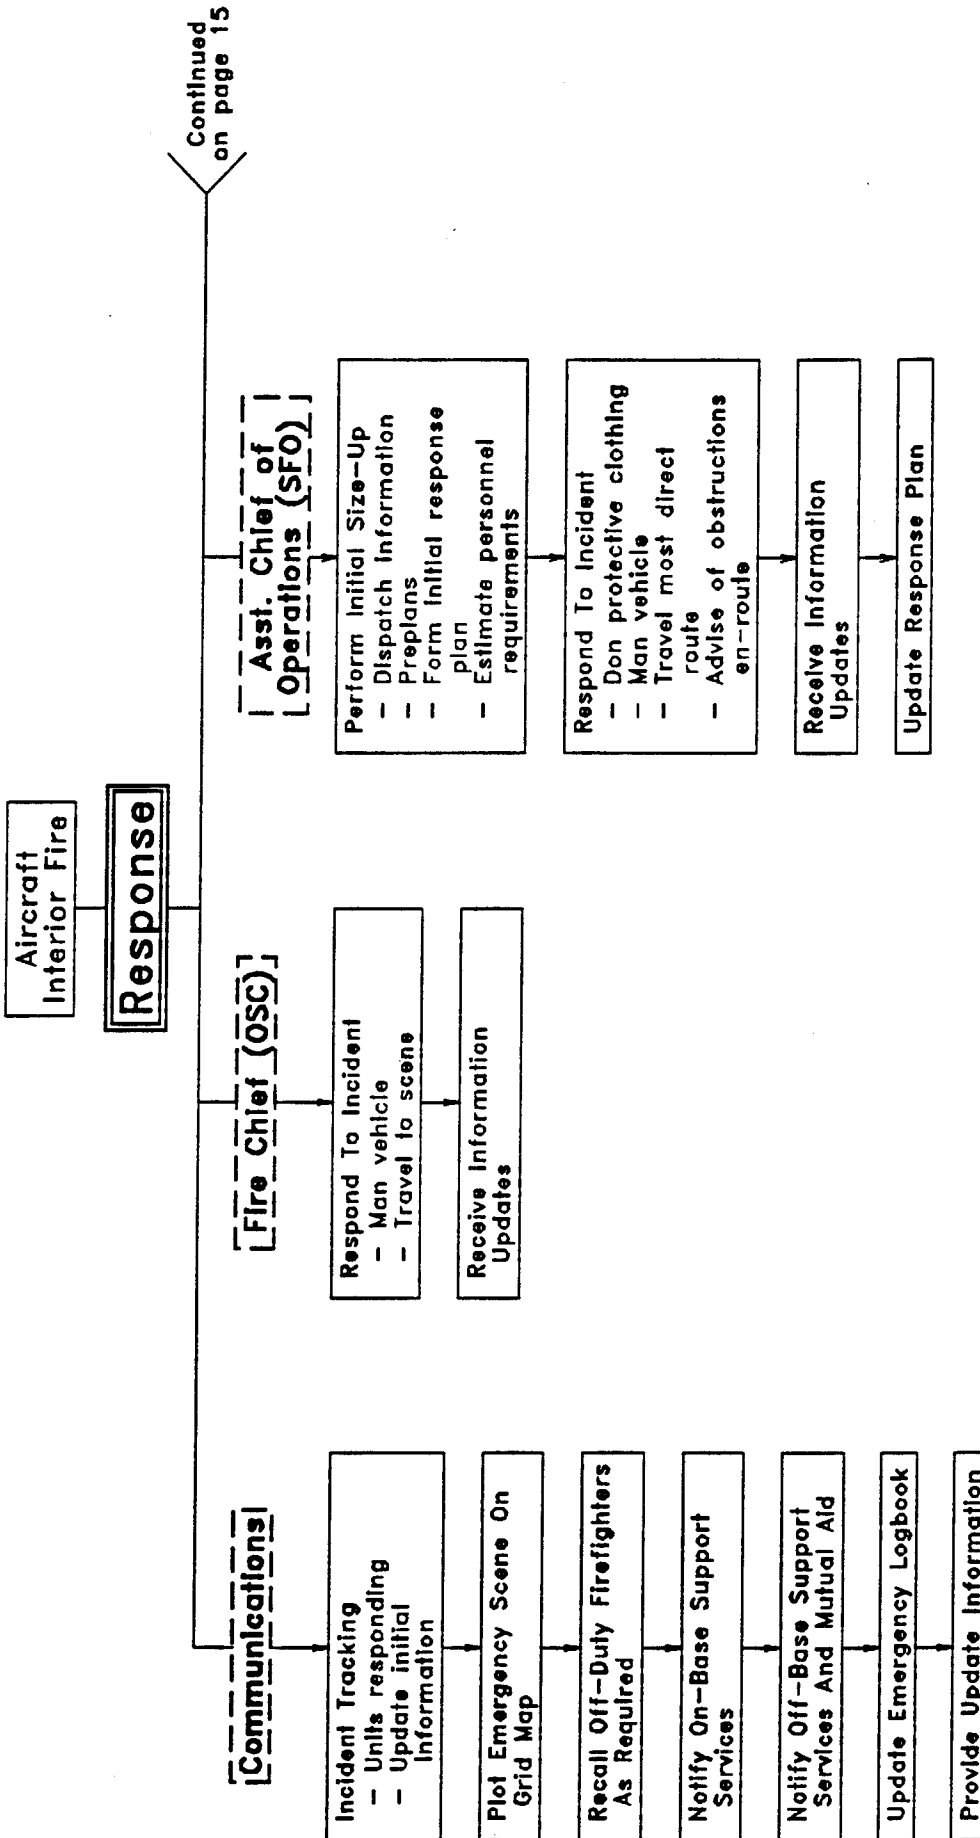 Aircraft
Interior Fire
Response
Continued
on page 15
Communications
Incident Tracking
- Units responding
- Update initial
Information
Plot Emergency Scene On
Grid Map
Recall Off-Duty Firefighters
As Required
Notify On-Base Support
Services
Notify Off-Base Support
Services And Mutual Aid
Update Emergency Logbook
Provide Update Information
Fire Chief (OSC)
Respond To Incident
- Man vehicle
- Travel to scene
Receive Information
Updates
Asst. Chief of
Operations (SFO)
Perform Initial Size-Up
- Dispatch Information
- Preplans
- Form Initial response
plan
- Estimate personnel
requirements
Respond To Incident
- Don protective clothing
- Man vehicle
- Travel most direct
route
- Advise of obstructions
en-route
Receive Information
Updates
Update Response Plan